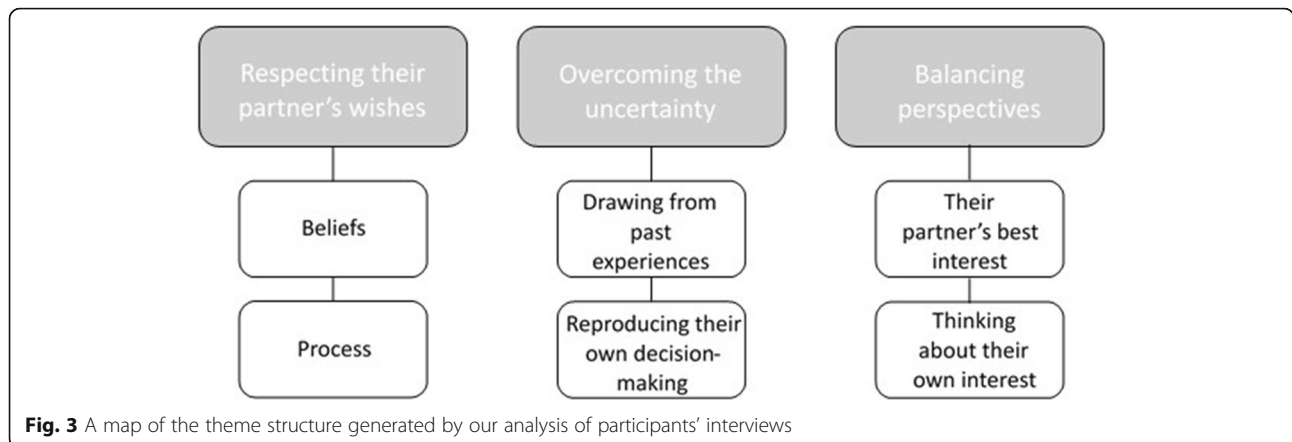 Respecting their
partner's wishes
Beliefs
Process
Overcoming the
uncertainty
Drawing from
past
experiences
Reproducing their
own decision-
making
Balancing
perspectives
Their
partner's best
interest
Thinking
about their
own interest
Fig. 3 A map of the theme structure generated by our analysis of participants' interviews